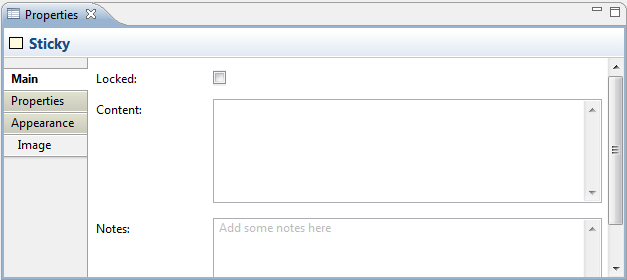 Properties
Sticky
Main
Locked:
Properties
Content:
Appearance
Image
Notes:
Add some notes here